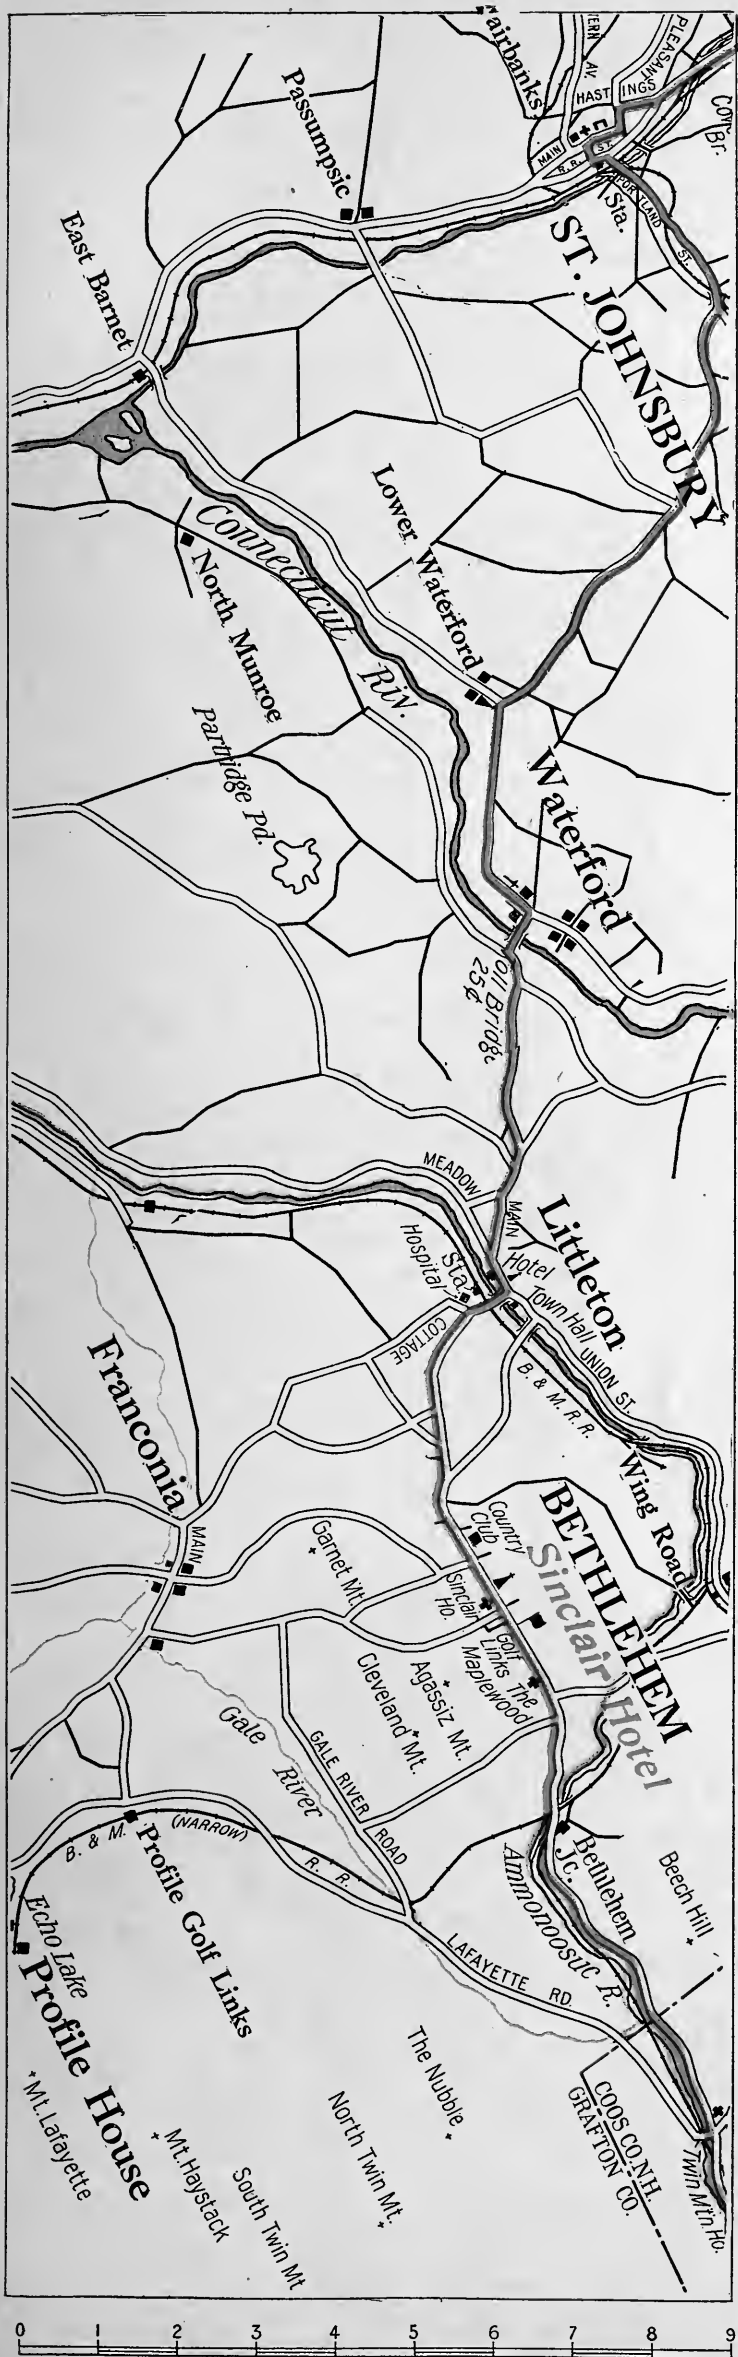 Fairbanks
TERN
AV.
PLEASANT
HASTINGS
Con
Br.
MAIN
ST.
R. R.
PORTLAND
ST.
Sta.
Passumpsic
ST. JOHNSBURY
East Barnet
Lower Waterford
Connecticut
Riv.
North Munroe
Partridge Pd.
Waterford
Toll Bridge
25¢
MEADOW
MAIN
Littleton
Hotel
Sta.
Hospital
Town Hall
UNION ST.
B. & M. R. R.
COTTAGE
Wing Road
Franconia
MAIN
BETHLEHEM
Sinclair Hotel
Country
Club
Garnet Mt.
Sinclair
Ho.
Golf
Links
The
Maplewood
Agassiz Mt.
Cleveland Mt.
Gale
River
GALE RIVER
ROAD
B. & M.
(NARROW)
R. R.
Profile Golf Links
Bethlehem
Jc.
Ammonoosuc R.
Beech Hill
Echo Lake
Profile House
LAFAYETTE RD.
Mt. Lafayette
Mt. Haystack
The Nubble
North Twin Mt.
South Twin Mt
COOS CO. N.H.
GRAFTON CO.
Twin Mtn. Ho.
0 1 2 3 4 5 6 7 8 9